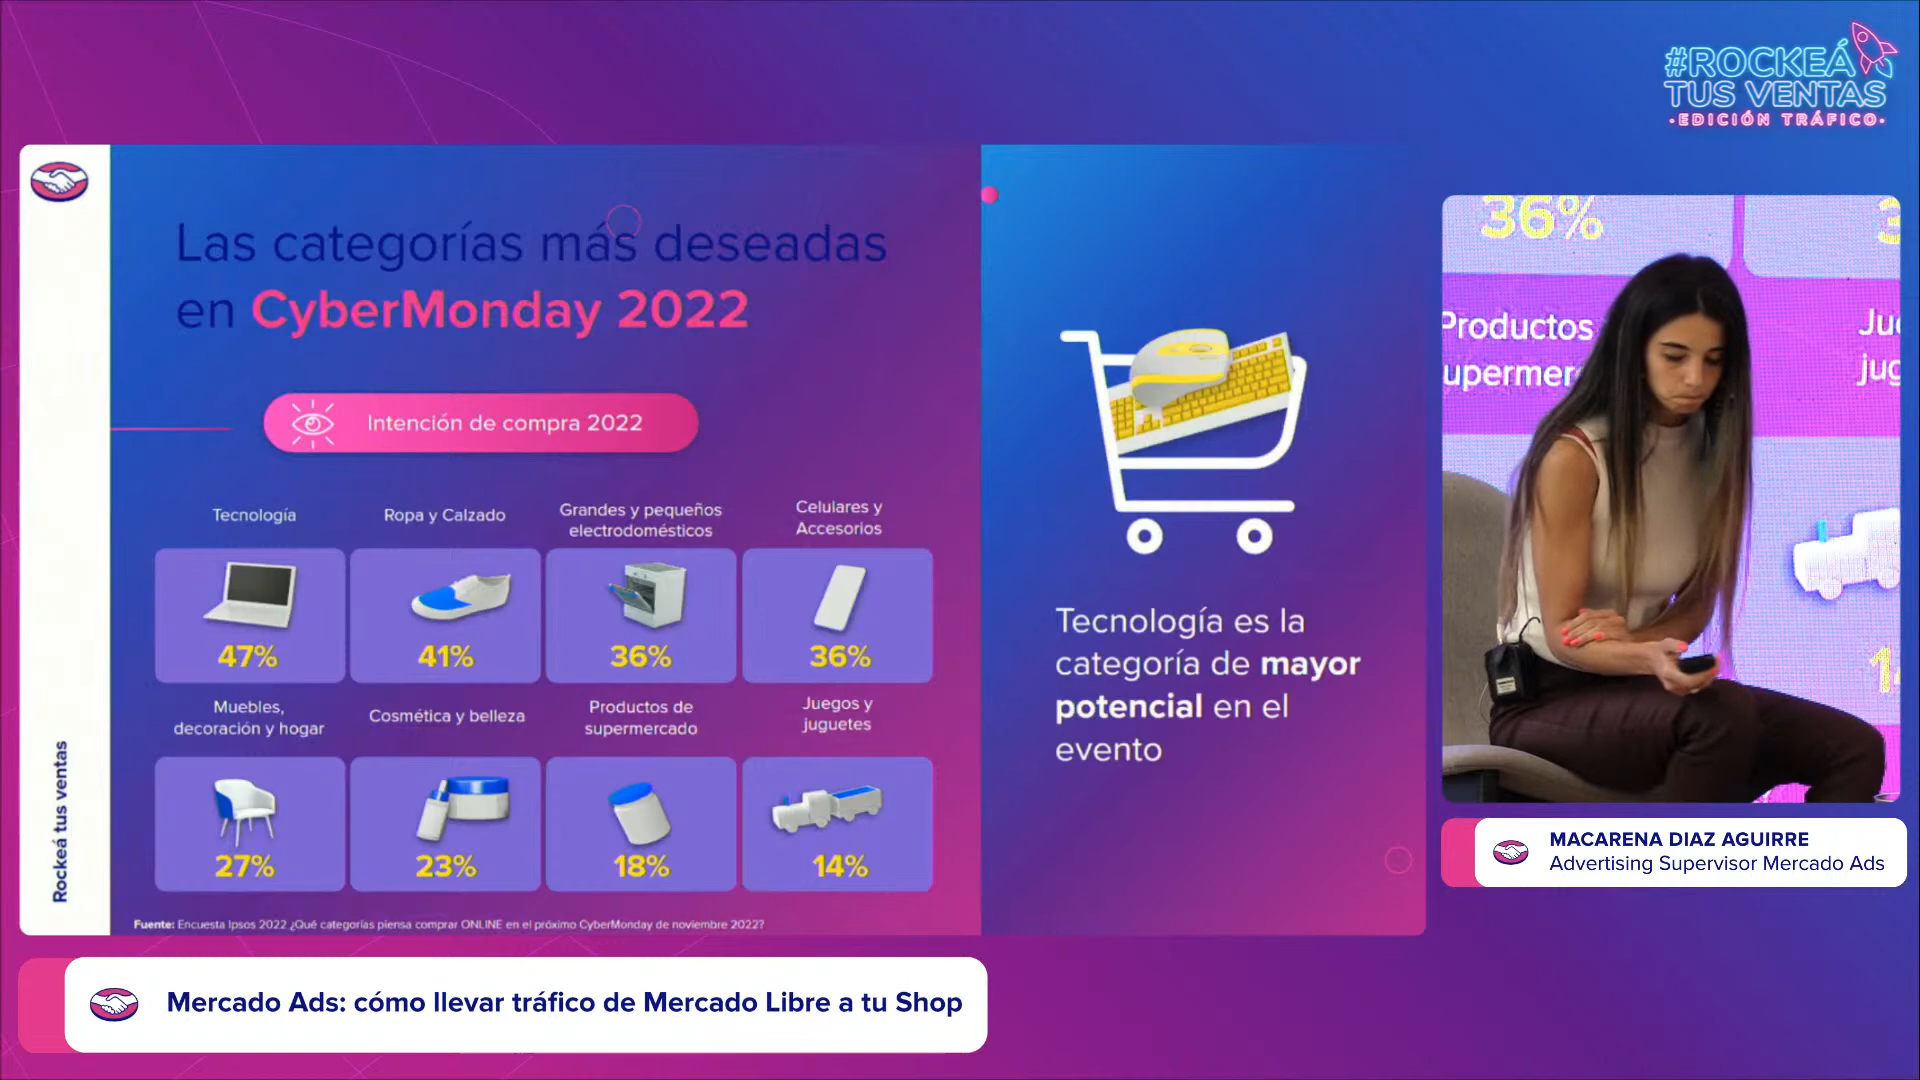 #ROCKEÁ
TUS VENTAS
•EDICIÓN TRÁFICO•
Las categorías más deseadas
en CyberMonday 2022
Intención de compra 2022
Tecnología
Ropa y Calzado
Grandes y pequeños
electrodomésticos
Celulares y
Accesorios
47%
41%
36%
36%
Muebles,
decoración y hogar
Cosmética y belleza
Productos de
supermercado
Juegos y
juguetes
27%
23%
18%
14%
Fuente: Encuesta Ipsos 2022 ¿Qué categorías piensa comprar ONLINE en el próximo CyberMonday de noviembre 2022?
Rockeá tus ventas
Tecnología es la
categoría de mayor
potencial en el
evento
36%
3
Productos
upermer
Ju
jug
1
MACARENA DIAZ AGUIRRE
Advertising Supervisor Mercado Ads
Mercado Ads: cómo llevar tráfico de Mercado Libre a tu Shop